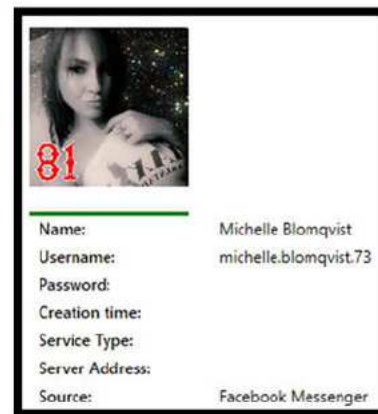 81
Name: Michelle Blomqvist
Username: michelle.blomqvist.73
Password:
Creation time:
Service Type:
Server Address:
Source: Facebook Messenger